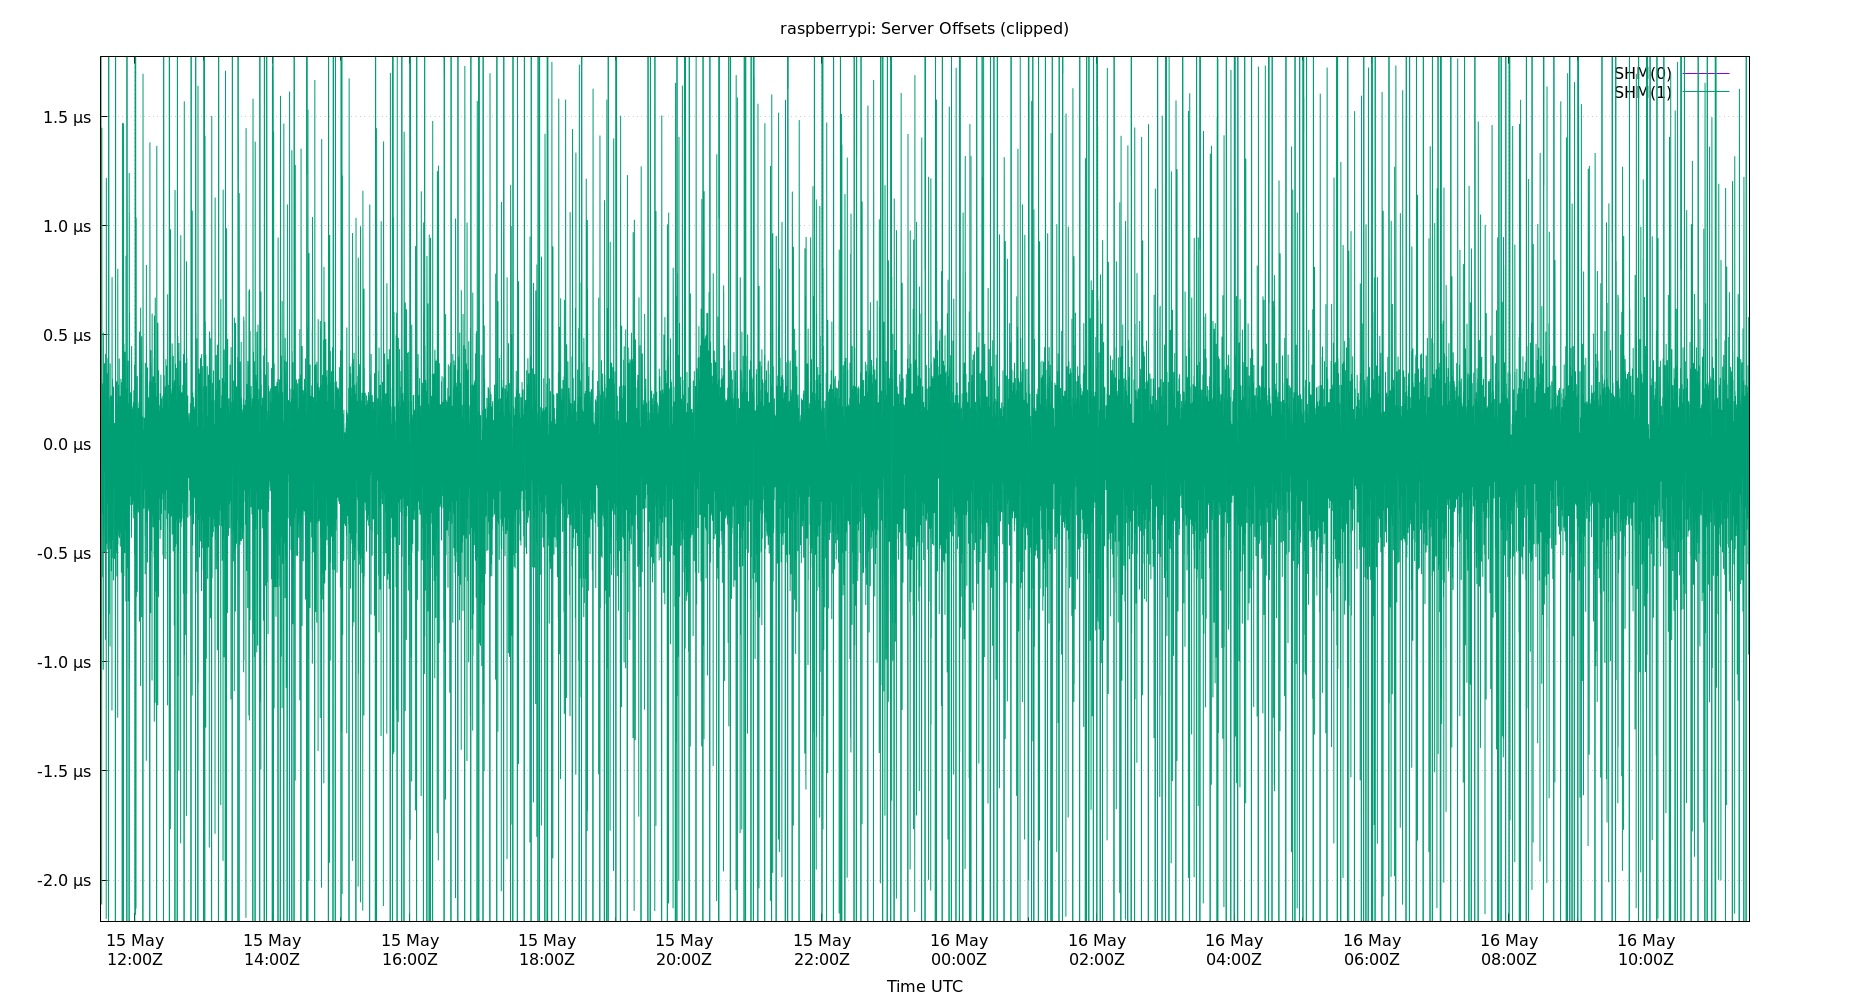 raspberrypi: Server Offsets (clipped)
SHM(0)
SHM(1)
1.5 µs
1.0 µs
0.5 µs
0.0 µs
-0.5 µs
-1.0 µs
-1.5 µs
-2.0 µs
15 May 15 May 15 May 15 May 15 May 15 May 16 May 16 May 16 May 16 May 16 May 16 May
12:00Z 14:00Z 16:00Z 18:00Z 20:00Z 22:00Z 00:00Z 02:00Z 04:00Z 06:00Z 08:00Z 10:00Z
Time UTC